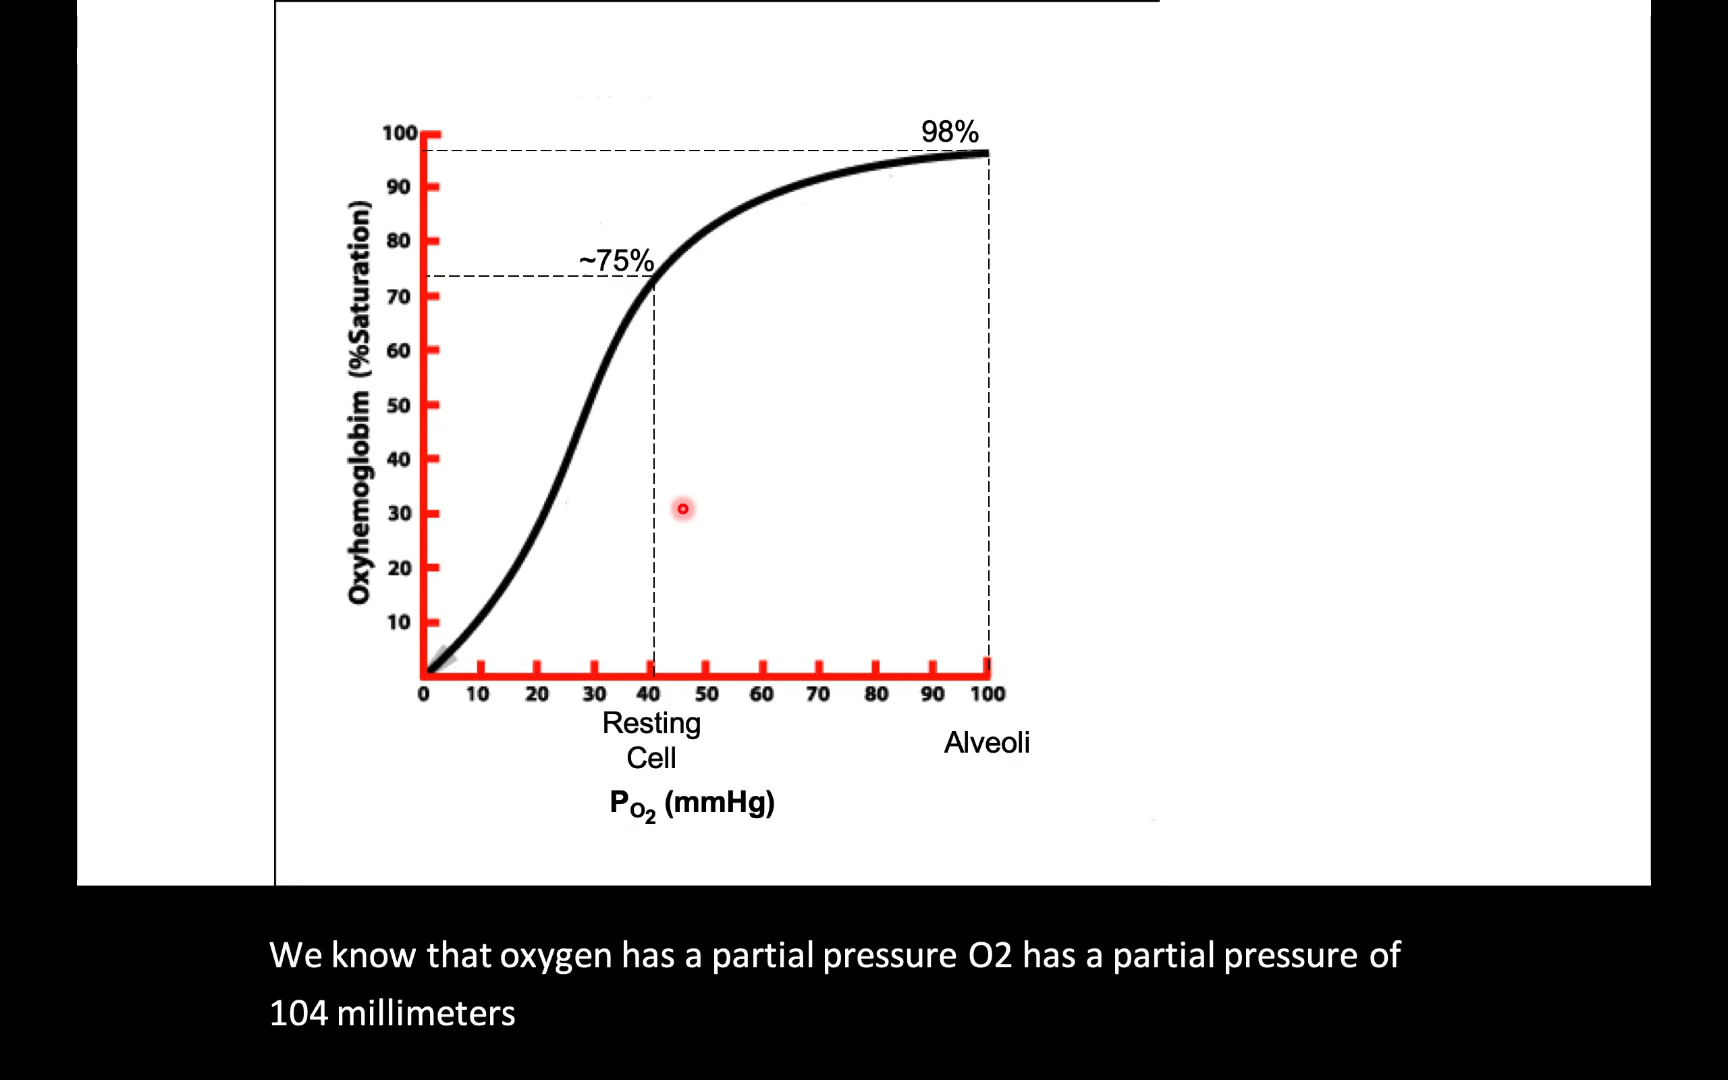 98%
~75%
100
90
80
70
60
50
40
30
20
10
Oxyhemoglobim (%Saturation)
0 10 20 30 40 50 60 70 80 90 100
Resting
Cell
Alveoli
PO2 (mmHg)
We know that oxygen has a partial pressure O2 has a partial pressure of
104 millimeters